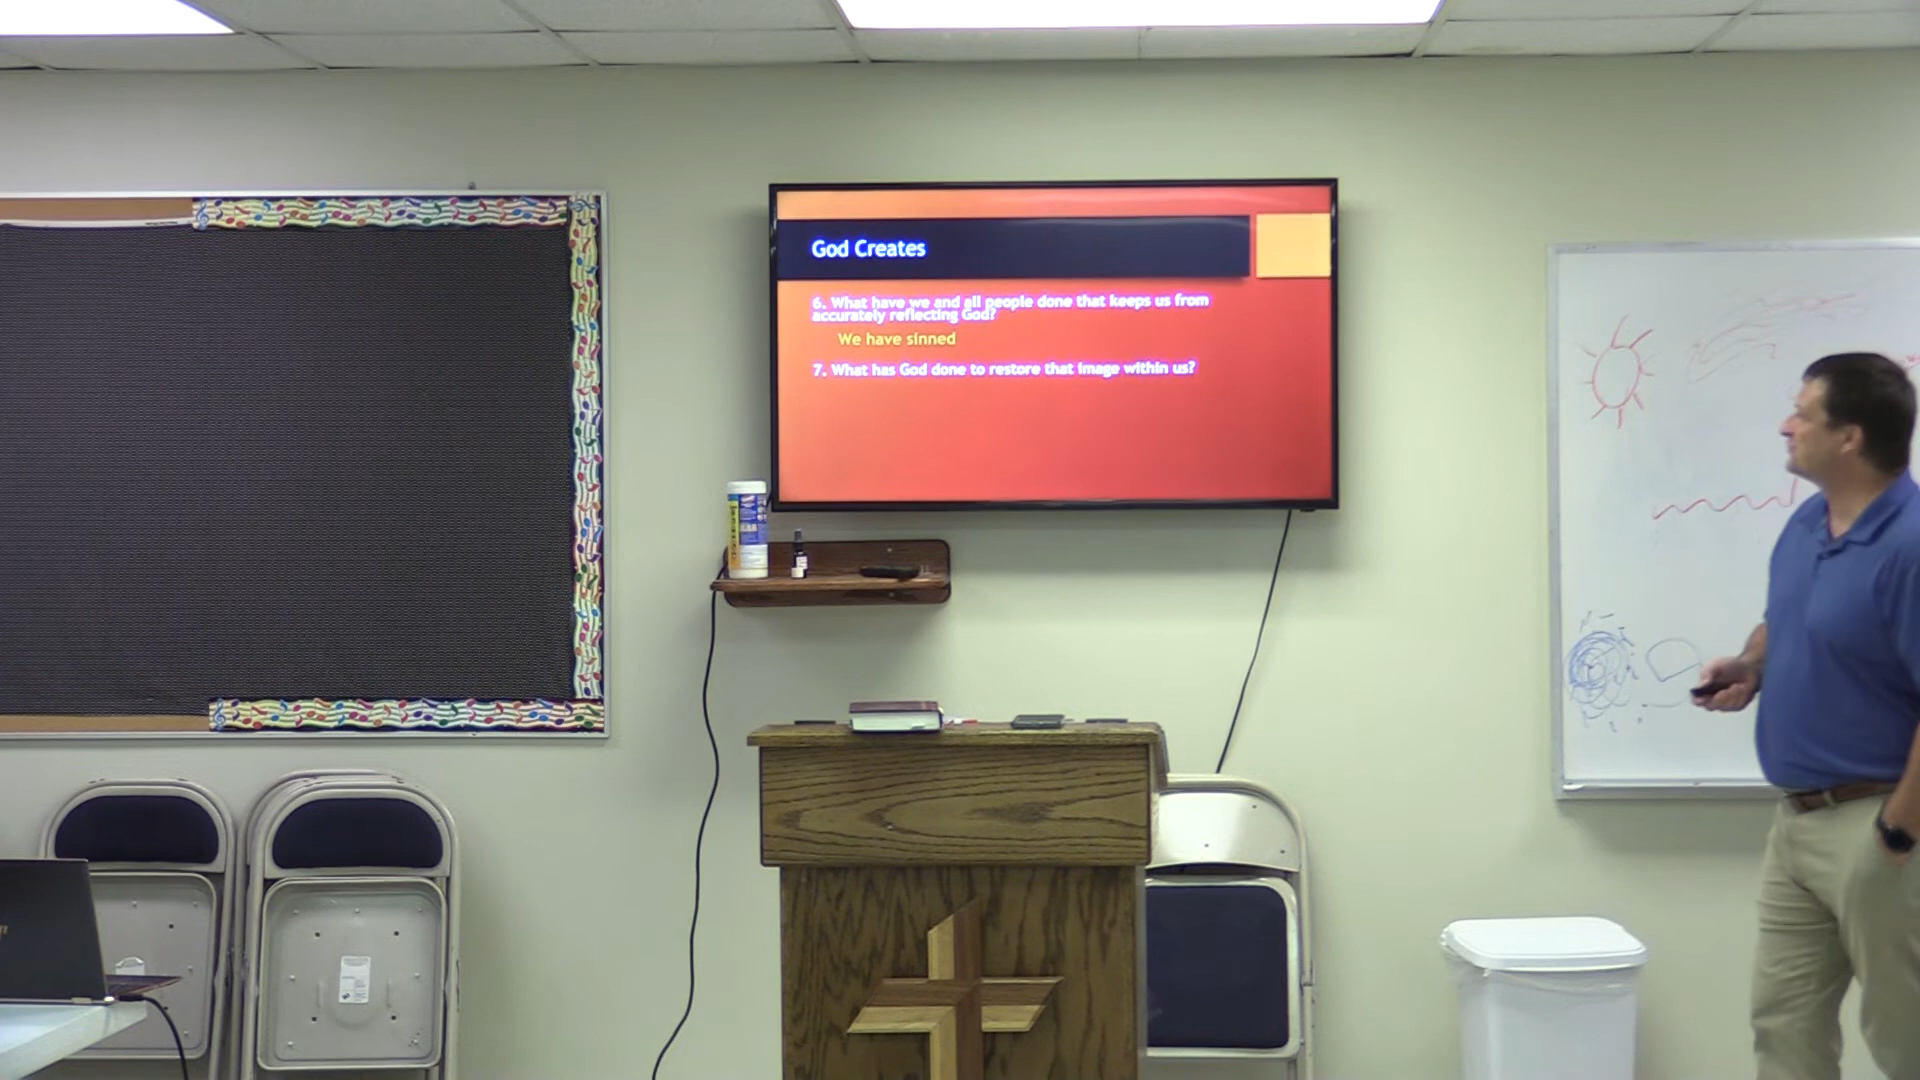 God Creates
6. What have we and all people done that keeps us from
accurately reflecting God?
We have sinned
7. What has God done to restore that image within us?